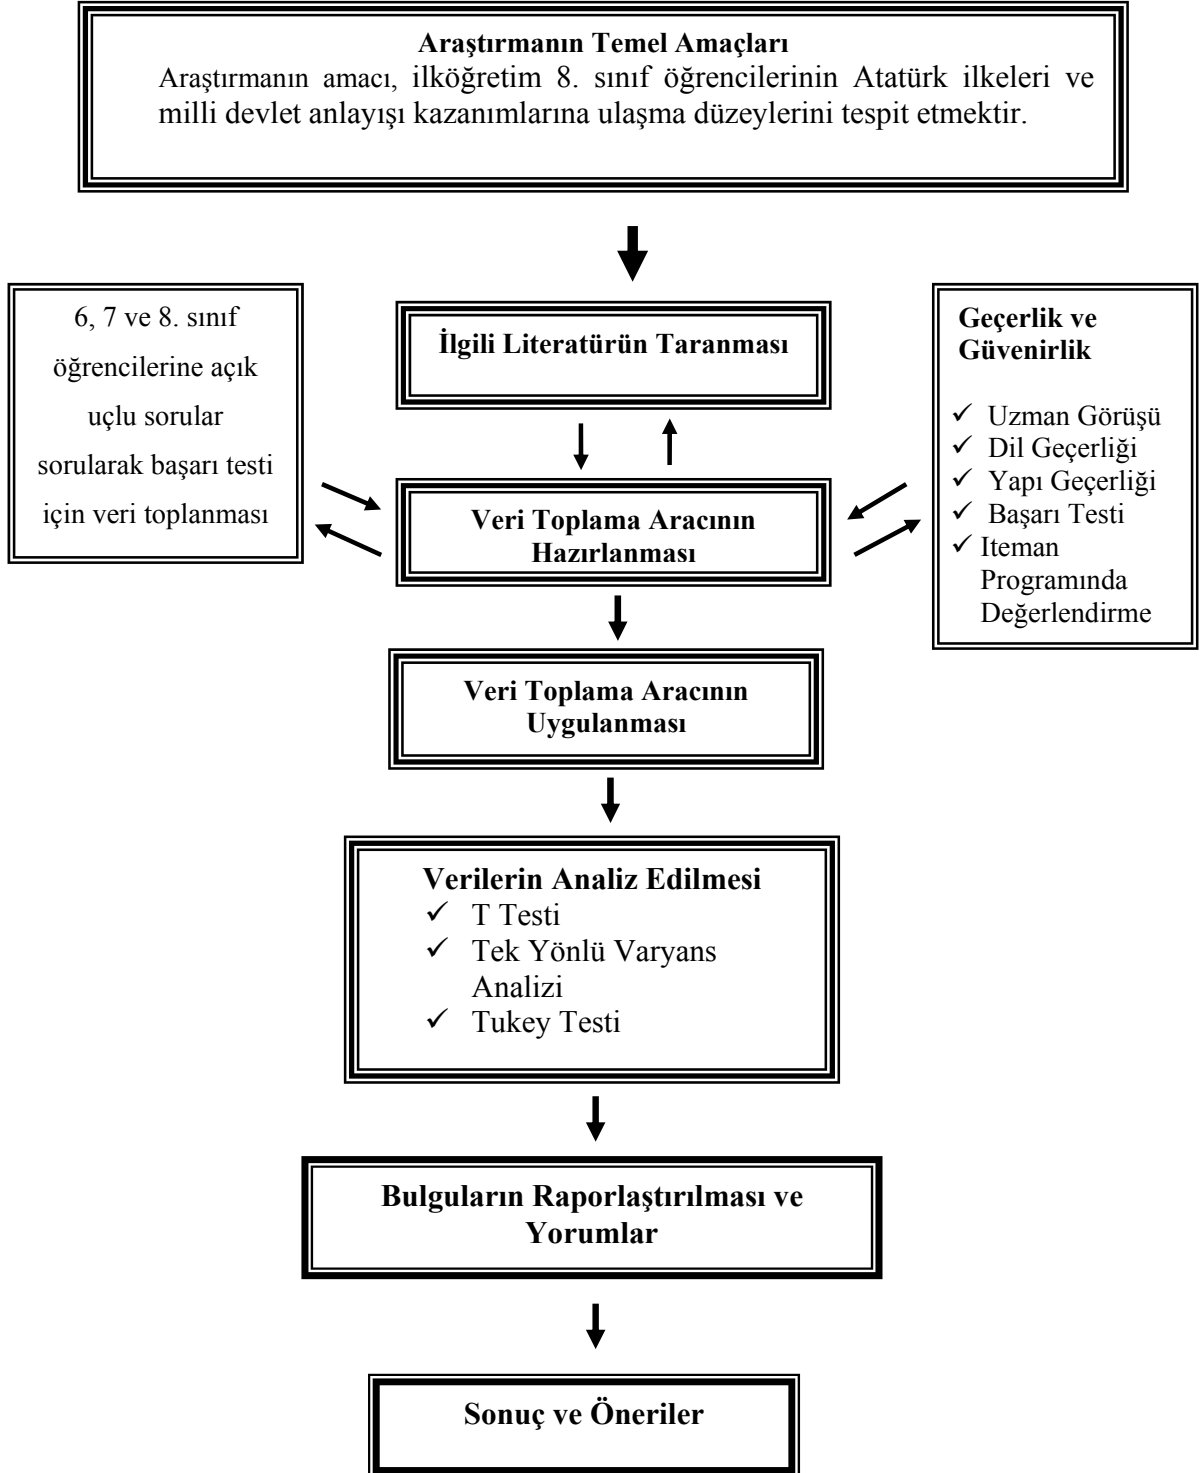 Araştırmanın Temel Amaçları
Araştırmanın amacı, ilköğretim 8. sınıf öğrencilerinin Atatürk ilkeleri ve
milli devlet anlayışı kazanımlarına ulaşma düzeylerini tespit etmektir.
6, 7 ve 8. sınıf
öğrencilerine açık
uçlu sorular
sorularak başarı testi
için veri toplanması
İlgili Literatürün Taranması
Veri Toplama Aracının
Hazırlanması
Geçerlik ve
Güvenirlik
✓ Uzman Görüşü
✓ Dil Geçerliği
✓ Yapı Geçerliği
✓ Başarı Testi
✓ Iteman
Programında
Değerlendirme
Veri Toplama Aracının
Uygulanması
Verilerin Analiz Edilmesi
✓ T Testi
✓ Tek Yönlü Varyans
Analizi
✓ Tukey Testi
Bulguların Raporlaştırılması ve
Yorumlar
Sonuç ve Öneriler